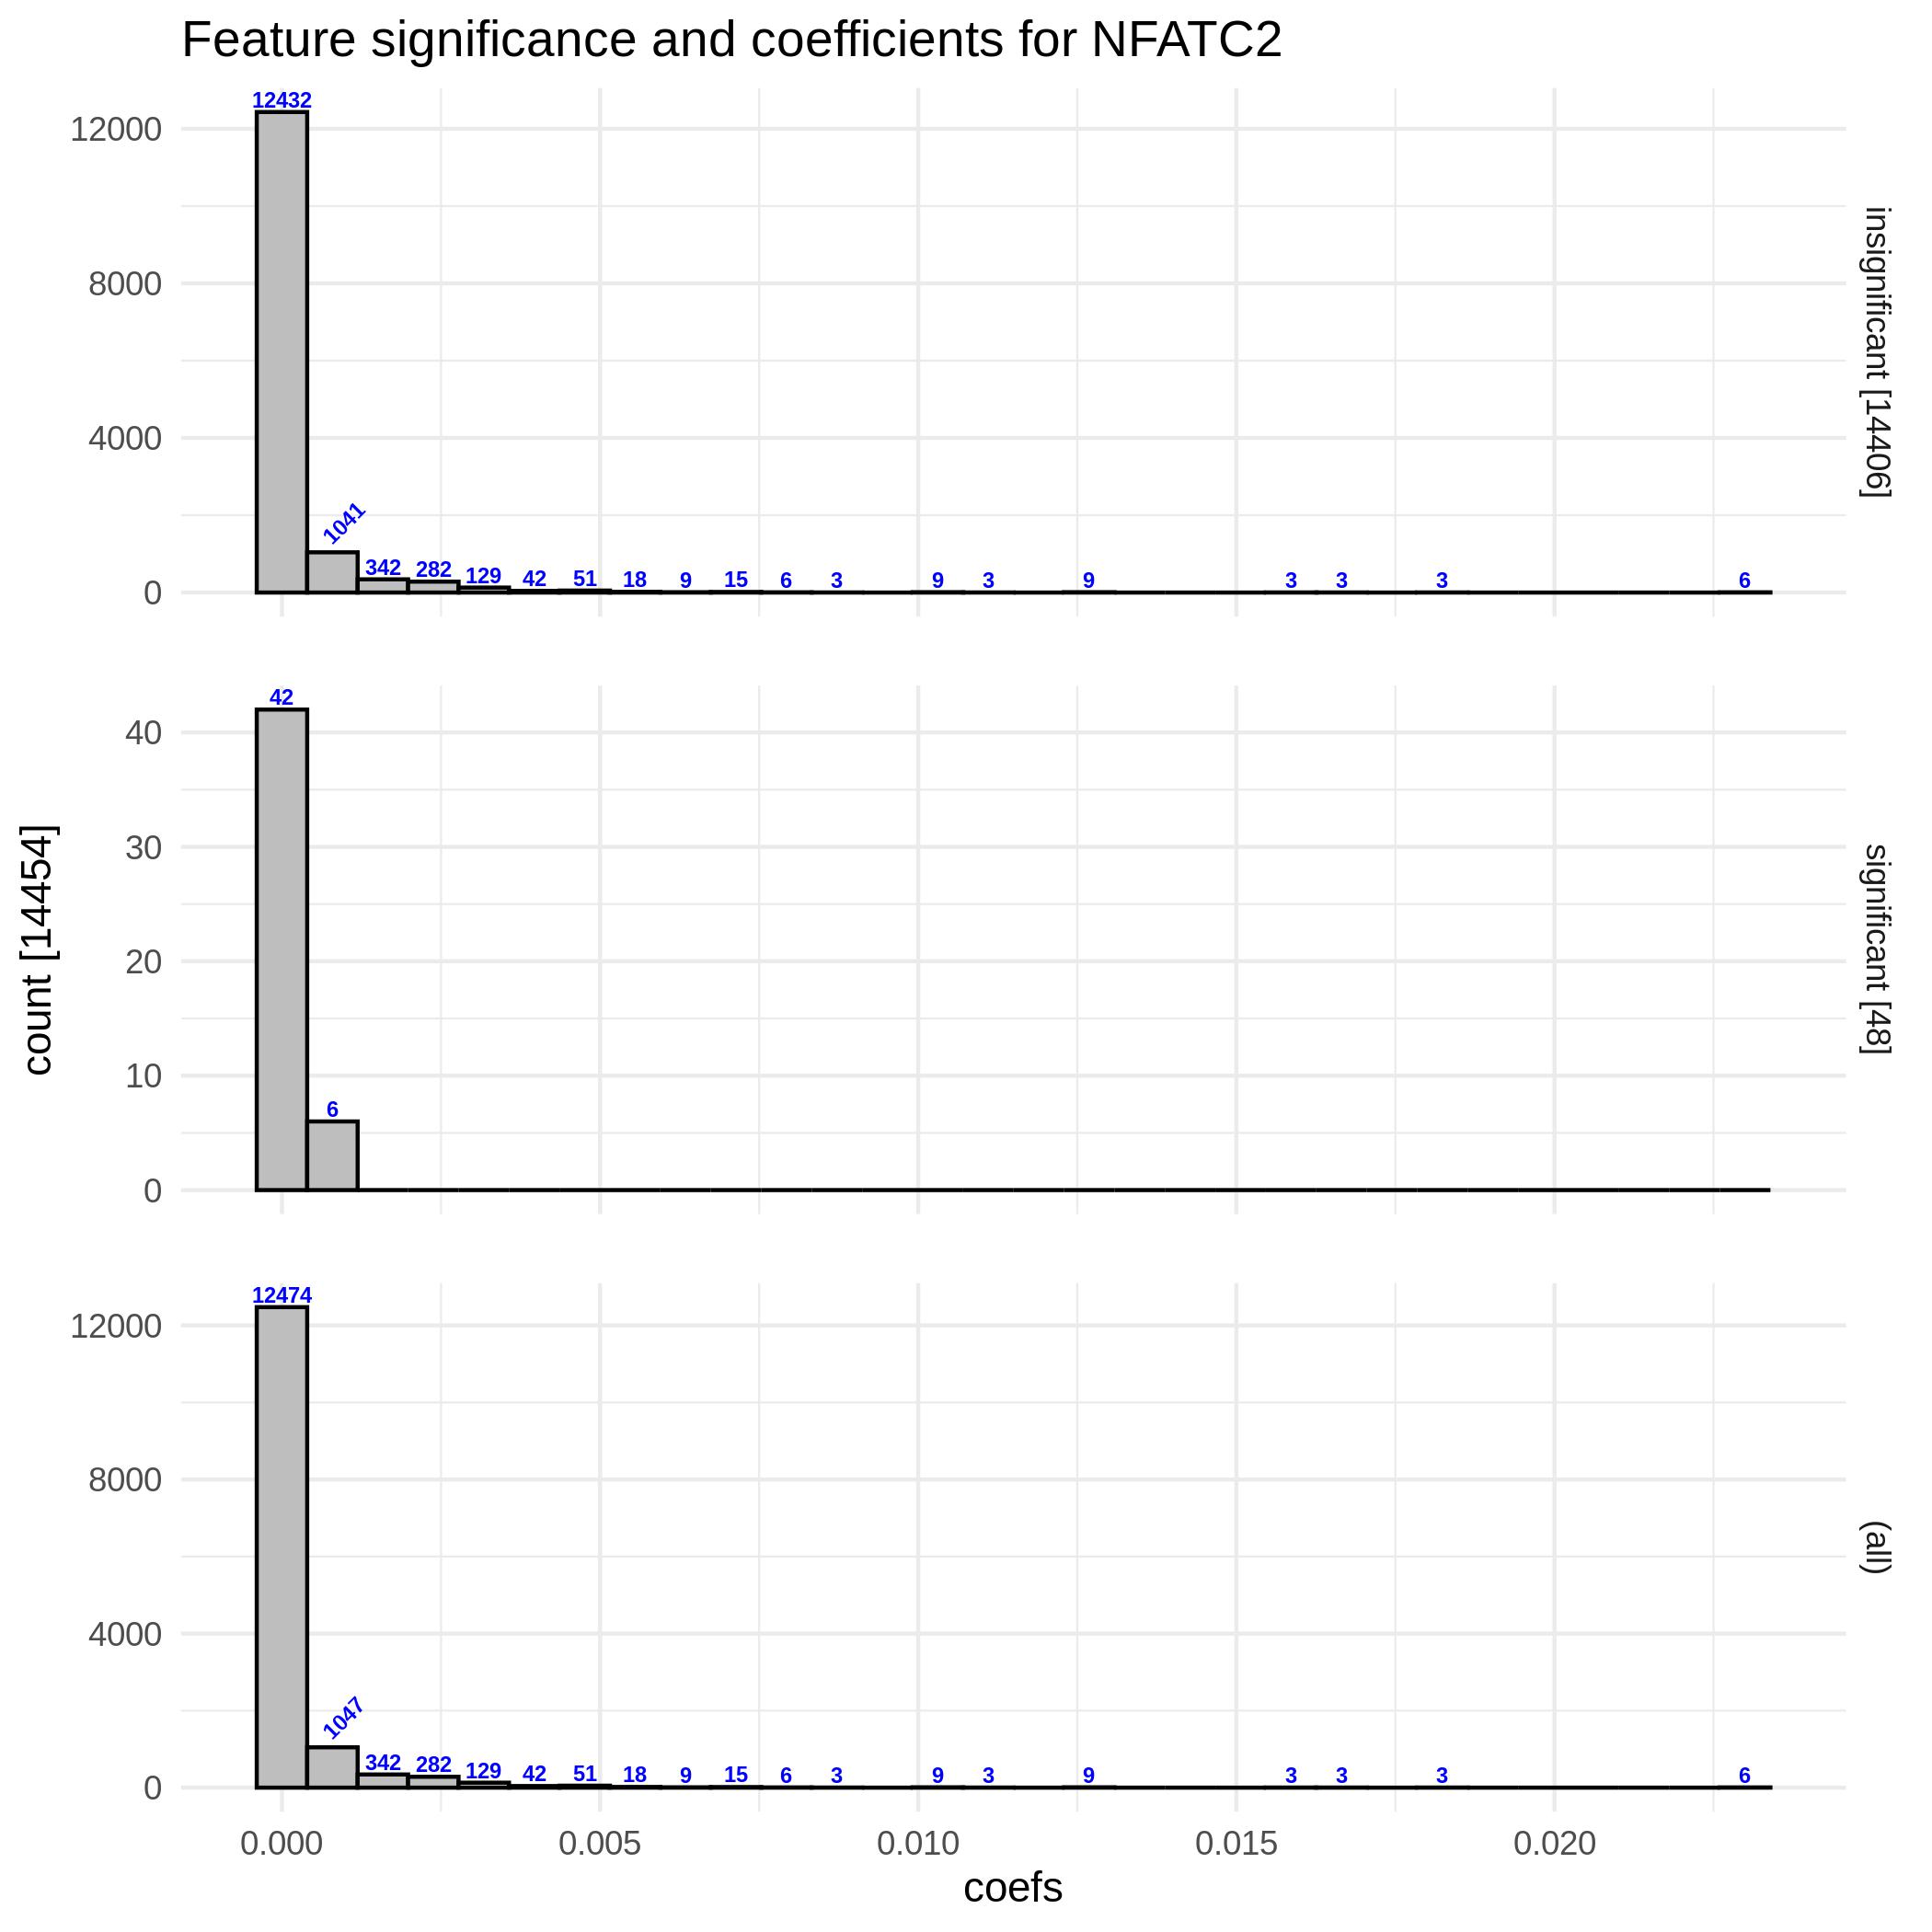 Feature significance and coefficients for NFATC2
12432
12000
8000
4000
0
1041
342 282 129 42 51 18 9 15 6 3 9 3 9 3 3 3 6
insignificant [14406]
count [14454]
42
40
30
20
10
0
6
significant [48]
12474
12000
8000
4000
0
1047
342 282 129 42 51 18 9 15 6 3 9 3 9 3 3 3 6
(all)
0.000 0.005 0.010 0.015 0.020
coefs